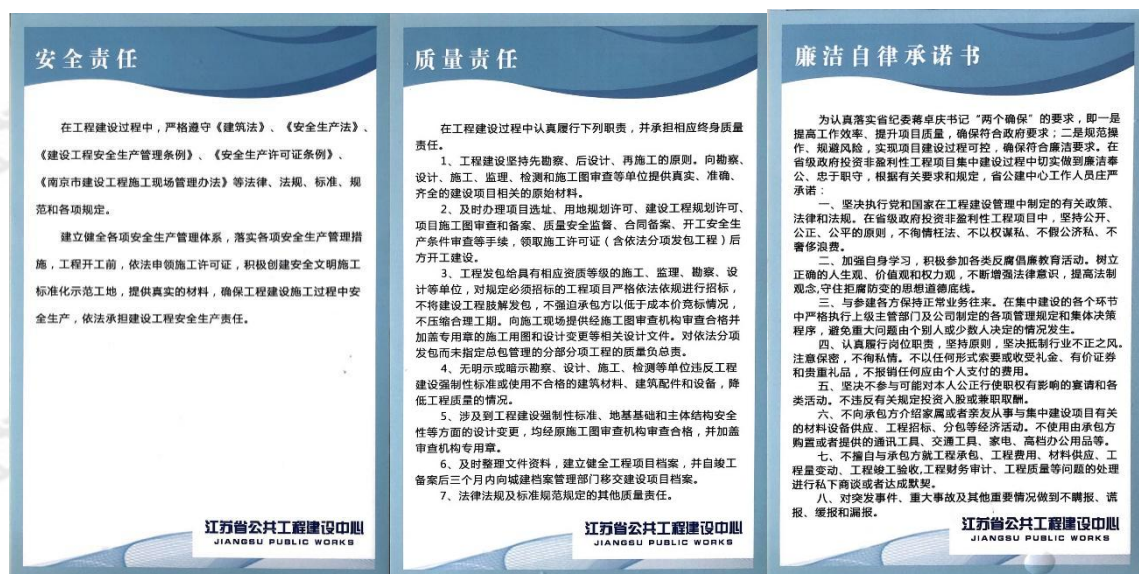 安全责任
在工程建设过程中，严格遵守《建筑法》、《安全生产法》、
《建设工程安全生产管理条例》、《安全生产许可证条例》、
《南京市建设工程施工现场管理办法》等法律、法规、标准、规
范和各项规定。
建立健全各项安全生产管理体系，落实各项安全生产管理措
施，工程开工前，依法申领施工许可证，积极创建安全文明施工
标准化示范工地，提供真实的材料，确保工程建设施工过程中安
全生产，依法承担建设工程安全生产责任。
江苏省公共工程建设中心
JIANGSU PUBLIC WORKS
质量责任
在工程建设过程中认真履行下列职责，并承担相应终身质量
责任。
1、工程建设坚持先勘察、后设计、再施工的原则。向勘察、
设计、施工、监理、检测和施工图审查等单位提供真实、准确、
齐全的建设项目相关的原始材料。
2、及时办理项目选址、用地规划许可、建设工程规划许可、
项目施工图审查和备案、质量安全监督、合同备案、开工安全生
产条件审查等手续，领取施工许可证（含依法分项发包工程）后
方开工建设。
3、工程发包给具有相应资质等级的施工、监理、勘察、设
计等单位，对规定必须招标的工程项目严格依法依规进行招标，
不将建设工程肢解发包，不强迫承包方以低于成本价竞标情况，
不压缩合理工期。向施工现场提供经施工图审查机构审查合格并
加盖专用章的施工用图和设计变更等相关设计文件。对依法分项
发包而未指定总包管理的分部分项工程的质量负总责。
4、无明示或暗示勘察、设计、施工、检测等单位违反工程
建设强制性标准或使用不合格的建筑材料、建筑配件和设备，降
低工程质量的情况。
5、涉及到工程建设强制性标准、地基基础和主体结构安全
性等方面的设计变更，均经原施工图审查机构审查合格，并加盖
审查机构专用章。
6、及时整理文件资料，建立健全工程项目档案，并自竣工
备案后三个月内向城建档案管理部门移交建设项目档案。
7、法律法规及标准规范规定的其他质量责任。
江苏省公共工程建设中心
JIANGSU PUBLIC WORKS
廉洁自律承诺书
为认真落实省纪委蒋卓庆书记“两个确保”的要求，即一是
提高工作效率、提升项目质量，确保符合政府要求；二是规范操
作、规避风险，实现项目建设过程可控，确保符合廉洁要求。在
省级政府投资非盈利性工程项目集中建设过程中切实做到廉洁奉
公、忠于职守，根据有关要求和规定，省公建中心工作人员庄严
承诺：
一、坚决执行党和国家在工程建设管理中制定的有关政策、
法律和法规。在省级政府投资非盈利性工程项目中，坚持公开、
公正、公平的原则，不徇情枉法、不以权谋私、不假公济私、不
奢侈浪费。
二、加强自身学习，积极参加各类反腐倡廉教育活动。树立
正确的人生观、价值观和权力观，不断增强法律意识，提高法制
观念,守住拒腐防变的思想道德底线。
三、与参建各方保持正常业务往来。在集中建设的各个环节
中严格执行上级主管部门及公司制定的各项管理规定和集体决策
程序，避免重大问题由个别人或少数人决定的情况发生。
四、认真履行岗位职责，坚持原则，坚决抵制行业不正之风。
注意保密，不徇私情。不以任何形式索要或收受礼金、有价证券
和贵重礼品，不报销任何应由个人支付的费用。
五、坚决不参与可能对本人公正行使职权有影响的宴请和各
类活动。不违反有关规定投资入股或兼职取酬。
六、不向承包方介绍家属或者亲友从事与集中建设项目有关
的材料设备供应、工程招标、分包等经济活动。不使用由承包方
购置或者提供的通讯工具、交通工具、家电、高档办公用品等。
七、不擅自与承包方就工程承包、工程费用、材料供应、工
程量变动、工程竣工验收,工程财务审计、工程质量等问题的处理
进行私下商谈或者达成默契。
八、对突发事件、重大事故及其他重要情况做到不瞒报、谎
报、缓报和漏报。
江苏省公共工程建设中心
JIANGSU PUBLIC WORKS